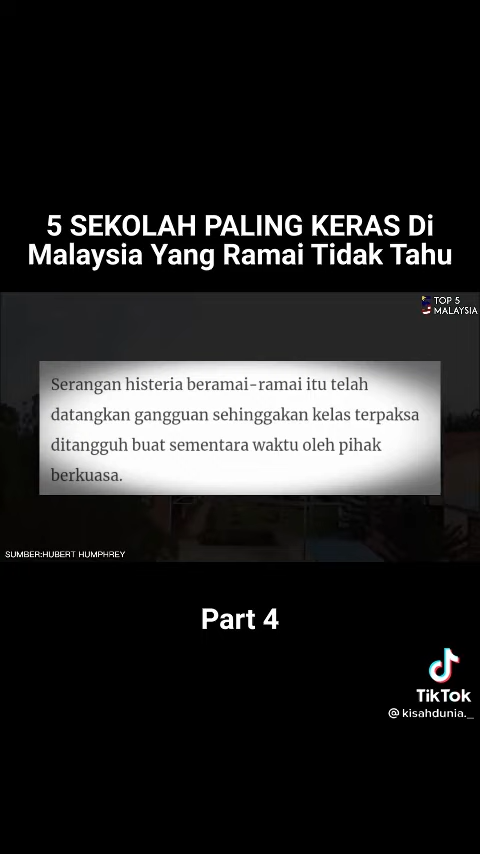 5 SEKOLAH PALING KERAS Di
Malaysia Yang Ramai Tidak Tahu
TOP 5
MALAYSIA
Serangan histeria beramai-ramai itu telah
datangkan gangguan sehinggakan kelas terpaksa
ditangguh buat sementara waktu oleh pihak
berkuasa.
SUMBER:HUBERT HUMPHREY
Part 4
TikTok
@kisahdunia._